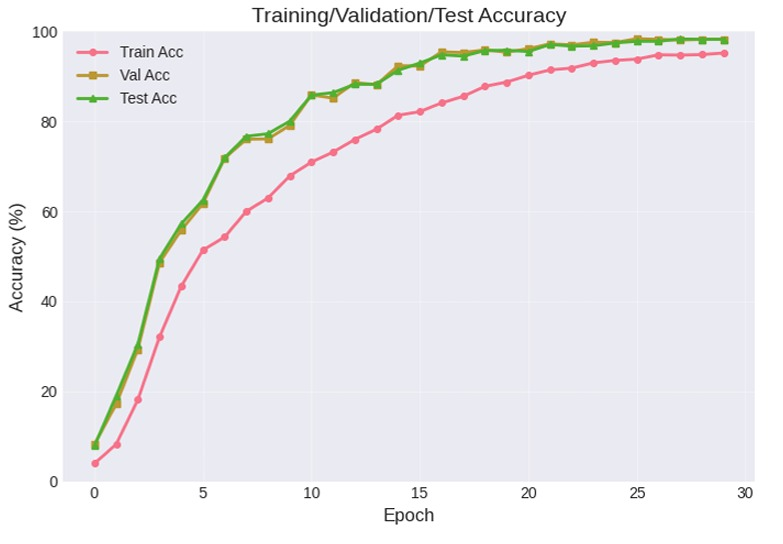 Training/Validation/Test Accuracy
100
80
60
40
20
0
Accuracy (%)
Train Acc
Val Acc
Test Acc
0 5 10 15 20 25 30
Epoch